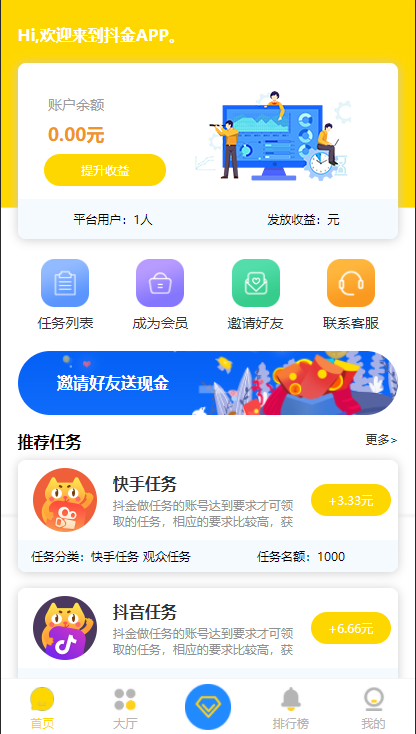 Hi,欢迎来到抖金APP。
账户余额
0.00元
提升收益
平台用户：1人
发放收益：元
任务列表
成为会员
邀请好友
联系客服
邀请好友送现金
推荐任务
更多>
快手任务
抖金做任务的账号达到要求才可领
取的任务，相应的要求比较高，获
+3.33元
任务分类：快手任务 观众任务
任务名额：1000
抖音任务
抖金做任务的账号达到要求才可领
取的任务，相应的要求比较高，获
+6.66元
首页
大厅
排行榜
我的